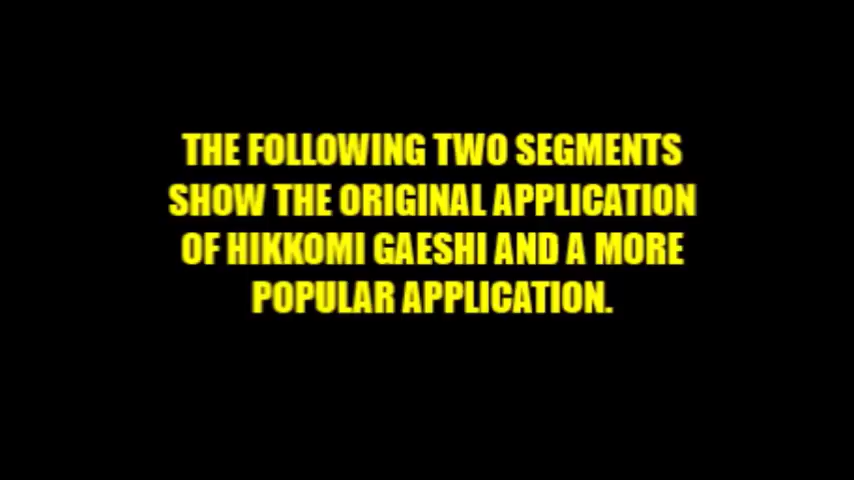 THE FOLLOWING TWO SEGMENTS
SHOW THE ORIGINAL APPLICATION
OF HIKKOMI GAESHI AND A MORE
POPULAR APPLICATION.